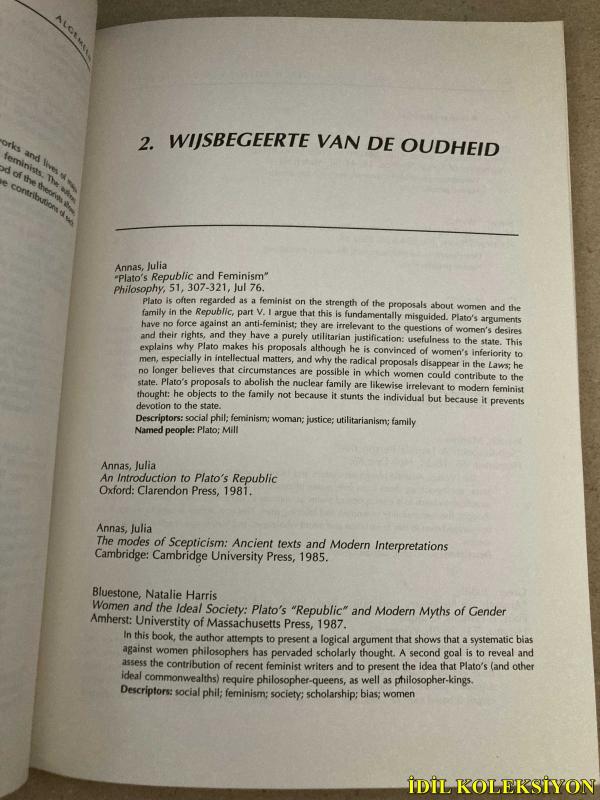 ALGEMEEN
works and lives of
feminists. The
od of the theorists
e contributions of each
2. WIJSBEGEERTE VAN DE OUDHEID
Annas, Julia
"Plato's Republic and Feminism"
Philosophy, 51, 307-321, Jul 76.
Plato is often regarded as a feminist on the strength of the proposals about women and the
family in the Republic, part V. I argue that this is fundamentally misguided. Plato's arguments
have no force against an anti-feminist; they are irrelevant to the questions of women's desires
and their rights, and they have a purely utilitarian justification: usefulness to the state. This
explains why Plato makes his proposals although he is convinced of women's inferiority to
men, especially in intellectual matters, and why the radical proposals disappear in the Laws; he
no longer believes that circumstances are possible in which women could contribute to the
state. Plato's proposals to abolish the nuclear family are likewise irrelevant to modern feminist
thought: he objects to the family not because it stunts the individual but because it prevents
devotion to the state.
Descriptors: social phil; feminism; woman; justice; utilitarianism; family
Named people: Plato; Mill
Annas, Julia
An Introduction to Plato's Republic
Oxford: Clarendon Press, 1981.
Annas, Julia
The modes of Scepticism: Ancient texts and Modern Interpretations
Cambridge: Cambridge University Press, 1985.
Bluestone, Natalie Harris
Women and the Ideal Society: Plato's "Republic" and Modern Myths of Gender
Amherst: Universtity of Massachusetts Press, 1987.
In this book, the author attempts to present a logical argument that shows that a systematic bias
against women philosophers has pervaded scholarly thought. A second goal is to reveal and
assess the contribution of recent feminist writers and to present the idea that Plato's (and other
ideal commonwealths) require philosopher-queens, as well as philosopher-kings.
Descriptors: social phil; feminism; society; scholarship; bias; women
İDİL KOLEKSİYON